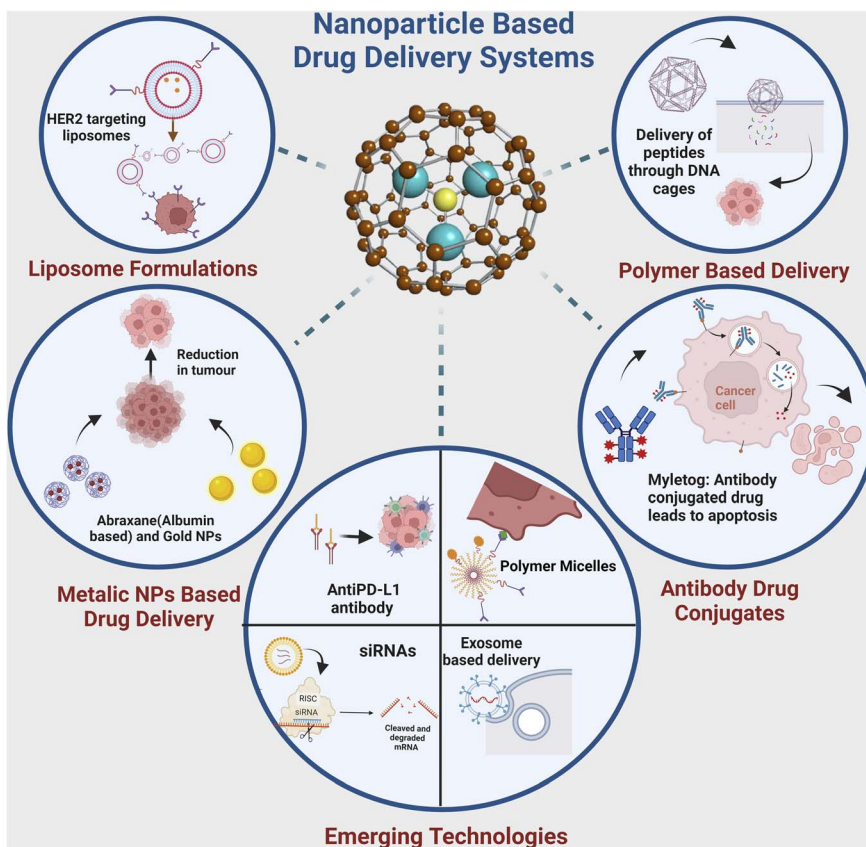 Nanoparticle Based
Drug Delivery Systems
HER2 targeting
liposomes
Liposome Formulations
Delivery of
peptides
through DNA
cages
Polymer Based Delivery
Reduction
in tumour
Abraxane(Albumin
based) and Gold NPs
Metalic NPs Based
Drug Delivery
Cancer
cell
Myletog: Antibody
conjugated drug
leads to apoptosis
Antibody Drug
Conjugates
AntiPD-L1
antibody
Polymer Micelles
siRNAs
RISC
siRNA
Cleaved and
degraded
mRNA
Exosome
based delivery
Emerging Technologies